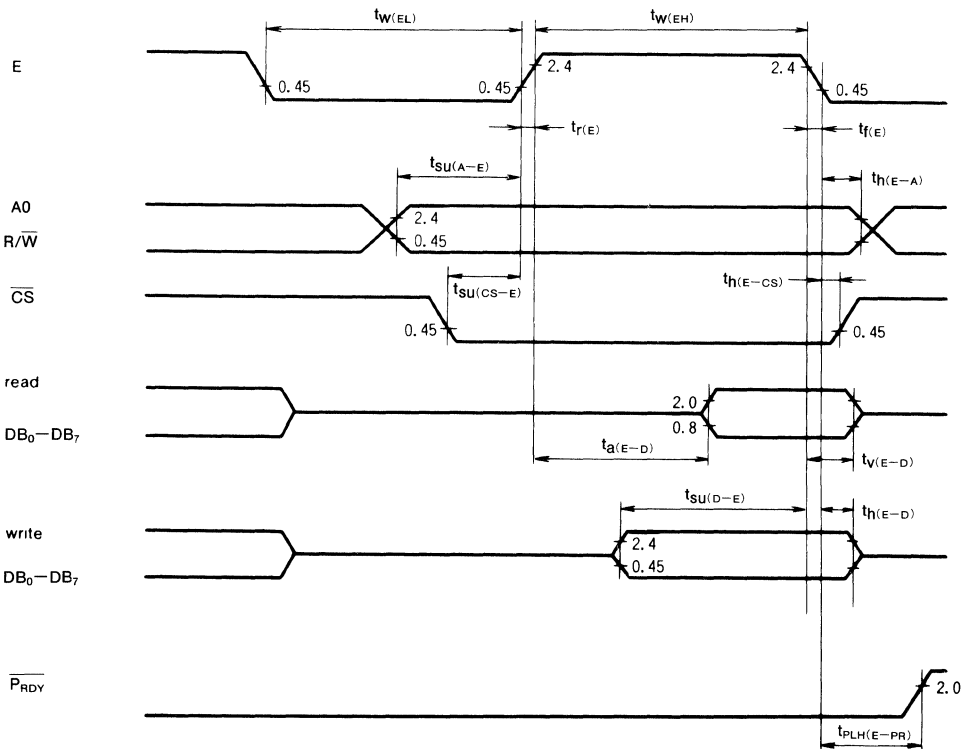 tW(EL)
tW(EH)
E
2.4
2.4
0.45
0.45
0.45
tr(E)
tf(E)
tsu(A−E)
th(E−A)
A0
2.4
R/W̅
0.45
tsu(CS−E)
th(E−CS)
C̅S̅
0.45
0.45
read
2.0
0.8
DB₀−DB₇
ta(E−D)
tv(E−D)
tsu(D−E)
th(E−D)
write
2.4
0.45
DB₀−DB₇
P̅R̅D̅Y̅
2.0
tPLH(E−PR)